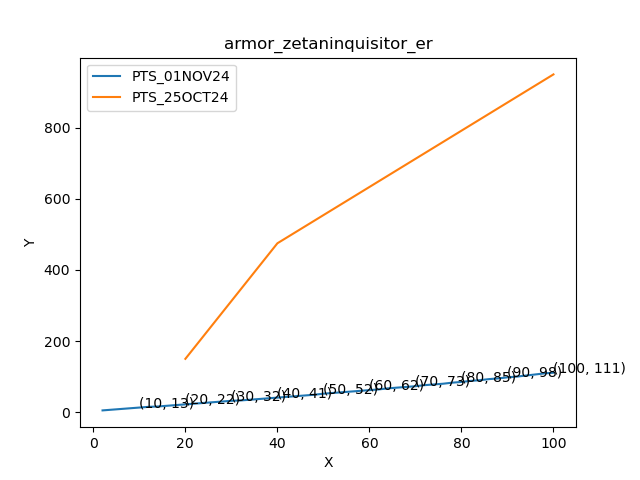 armor_zetaninquisitor_er
PTS_01NOV24
PTS_25OCT24
Y
800
600
400
200
0
(10, 13)
(20, 22)
(30, 32)
(40, 41)
(50, 52)
(60, 62)
(70, 73)
(80, 85)
(90, 98)
(100, 111)
0 20 40 60 80 100
X